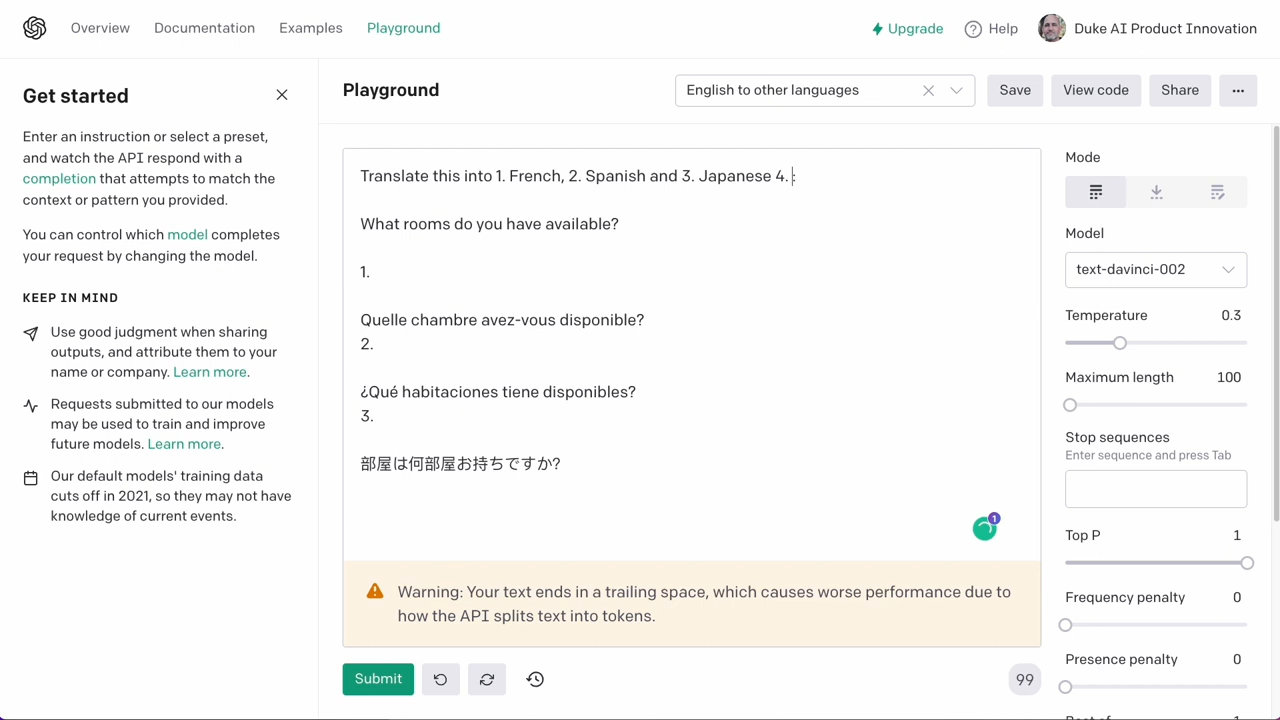 Overview Documentation Examples Playground Upgrade Help Duke AI Product Innovation
Get started
Enter an instruction or select a preset,
and watch the API respond with a
completion that attempts to match the
context or pattern you provided.
You can control which model completes
your request by changing the model.
KEEP IN MIND
Use good judgment when sharing
outputs, and attribute them to your
name or company. Learn more.
Requests submitted to our models
may be used to train and improve
future models. Learn more.
Our default models' training data
cuts off in 2021, so they may not have
knowledge of current events.
Playground English to other languages Save View code Share ...
Translate this into 1. French, 2. Spanish and 3. Japanese 4. :
What rooms do you have available?
1.
Quelle chambre avez-vous disponible?
2.
¿Qué habitaciones tiene disponibles?
3.
部屋は何部屋お持ちですか?
1
Warning: Your text ends in a trailing space, which causes worse performance due to
how the API splits text into tokens.
Submit 99
Mode
Model
text-davinci-002
Temperature 0.3
Maximum length 100
Stop sequences
Enter sequence and press Tab
Top P 1
Frequency penalty 0
Presence penalty 0